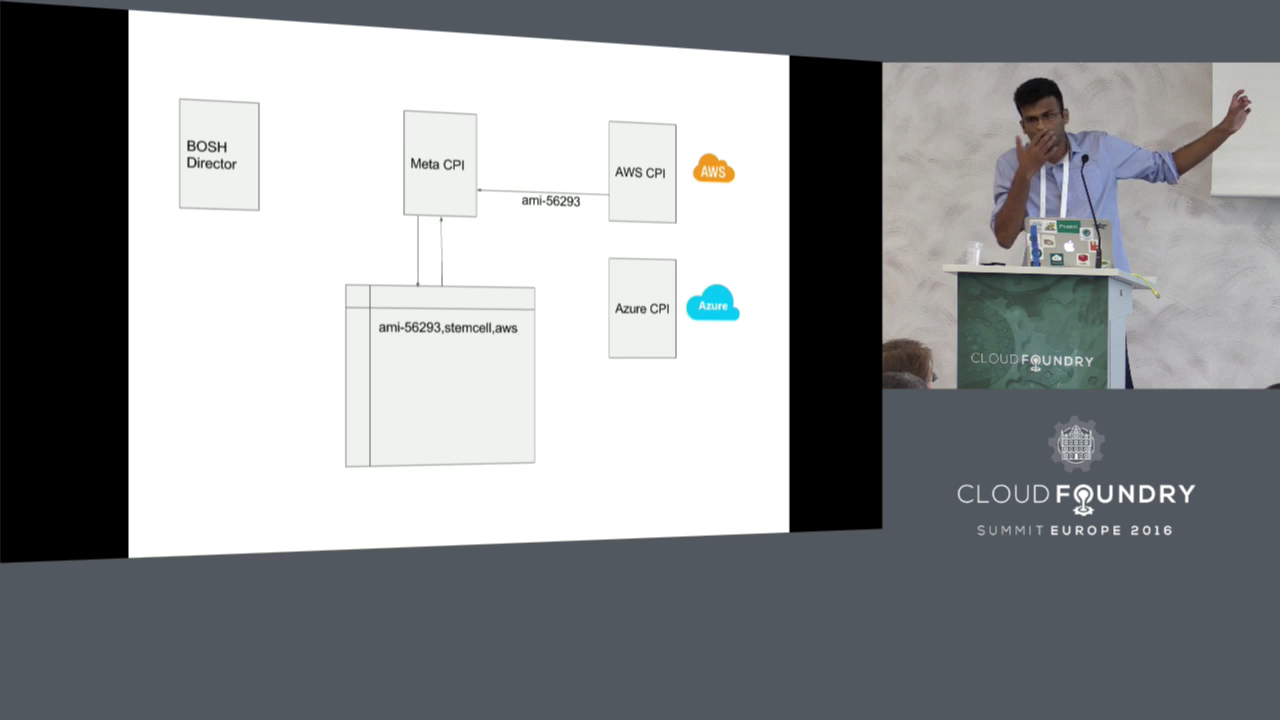 BOSH
Director
Meta CPI
AWS CPI
AWS
ami-56293
Azure CPI
Azure
ami-56293,stemcell,aws
CLOUD FOUNDRY
CLOUD FOUNDRY
SUMMIT EUROPE 2016